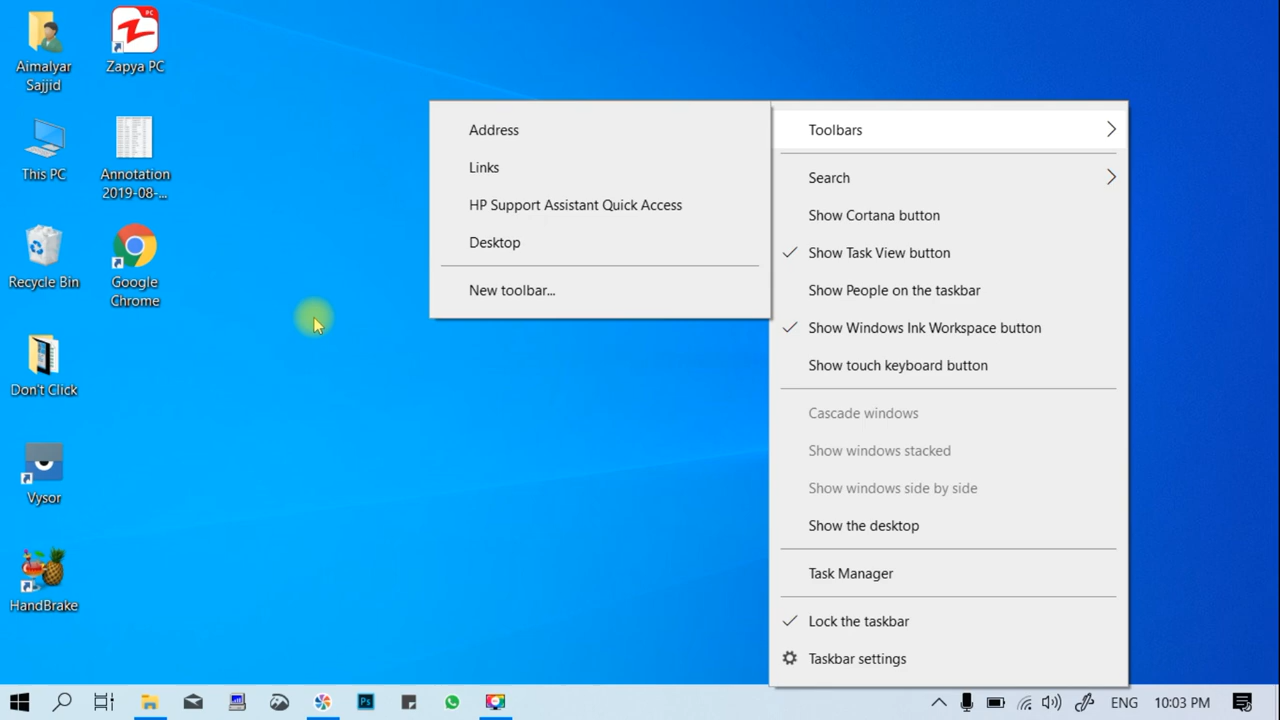 Aimalyar
Sajjid
Zapya PC
This PC
Annotation
2019-08-...
Recycle Bin
Google
Chrome
Don't Click
Vysor
HandBrake
Address
Links
HP Support Assistant Quick Access
Desktop
New toolbar...
Toolbars
Search
Show Cortana button
Show Task View button
Show People on the taskbar
Show Windows Ink Workspace button
Show touch keyboard button
Cascade windows
Show windows stacked
Show windows side by side
Show the desktop
Task Manager
Lock the taskbar
Taskbar settings
Ps
ENG
10:03 PM